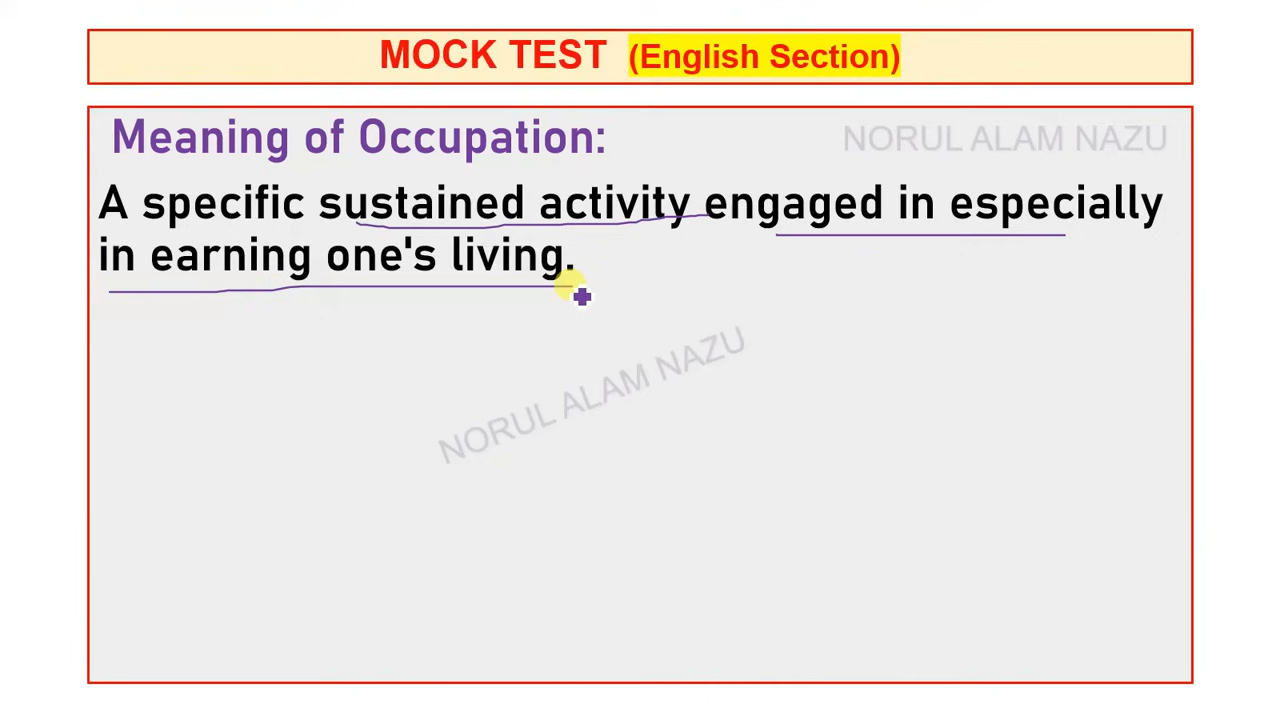 MOCK TEST (English Section)
Meaning of Occupation:
NORUL ALAM NAZU
A specific sustained activity engaged in especially
in earning one's living.
NORUL ALAM NAZU